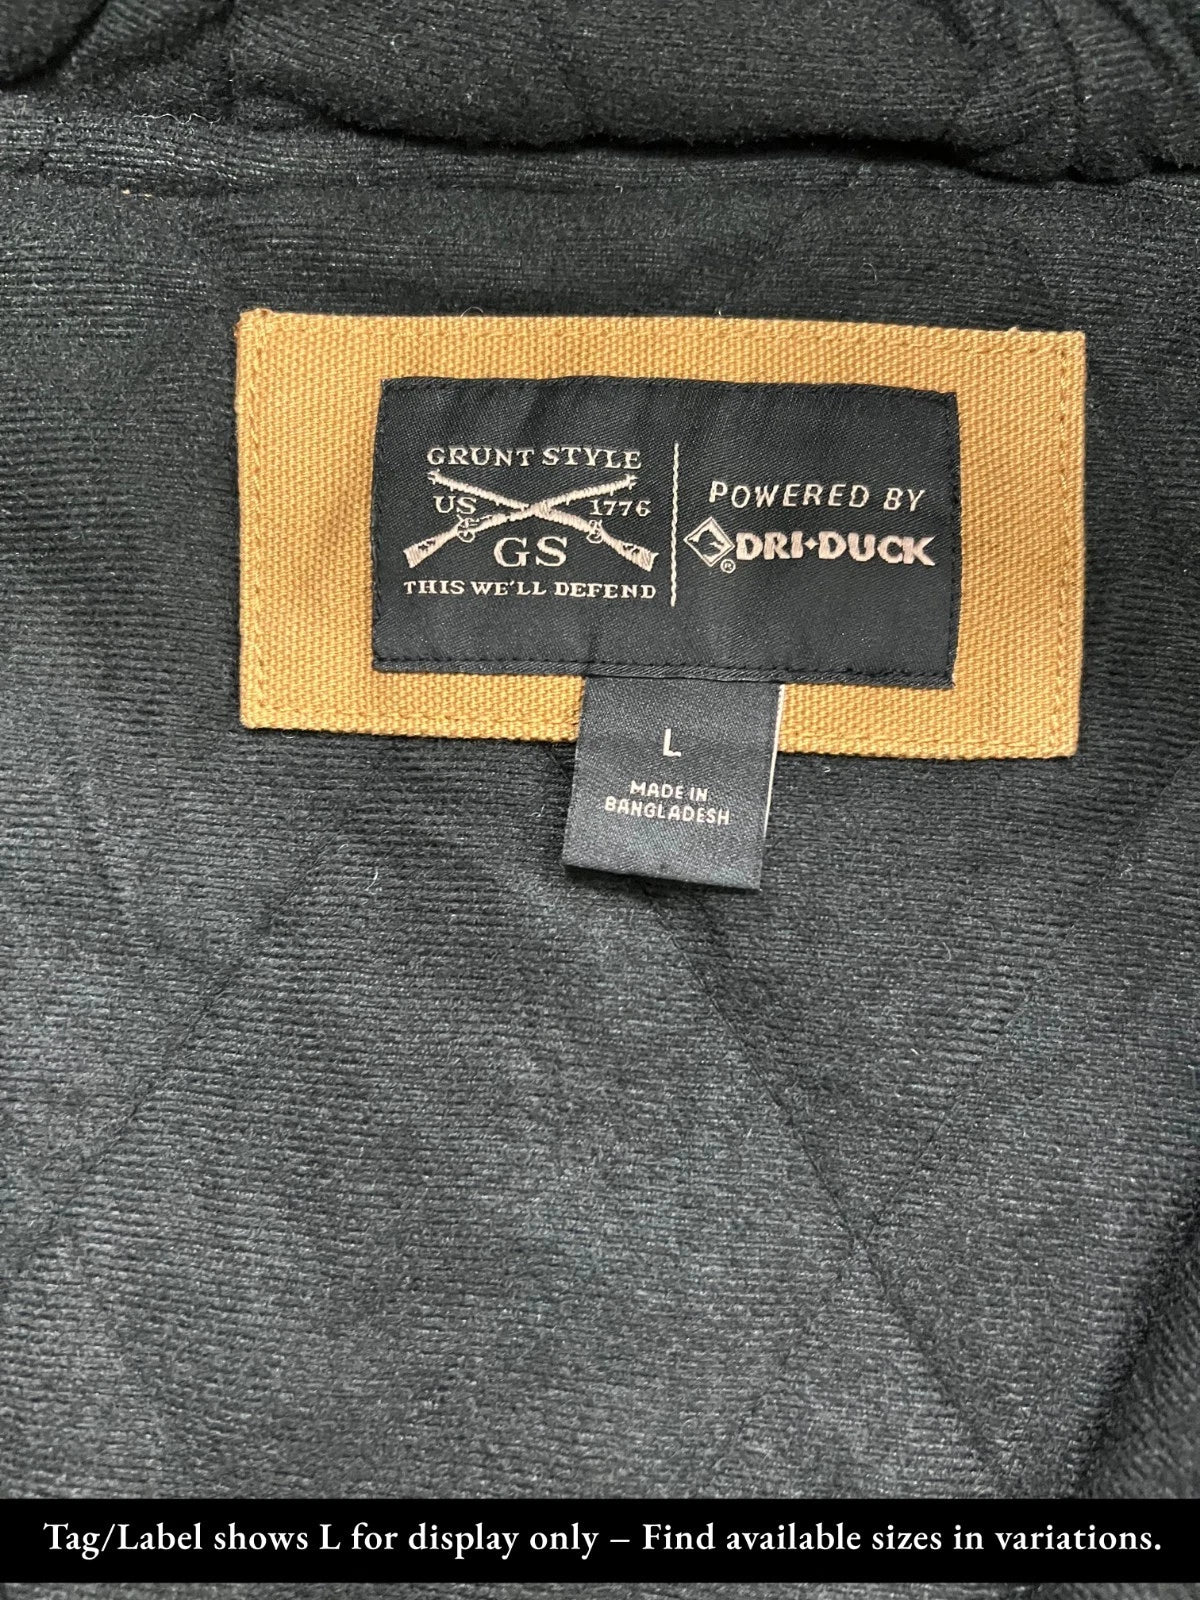 GRUNT STYLE
US 1776
GS
THIS WE'LL DEFEND
POWERED BY
DRI•DUCK®
L
MADE IN
BANGLADESH
Tag/Label shows L for display only – Find available sizes in variations.